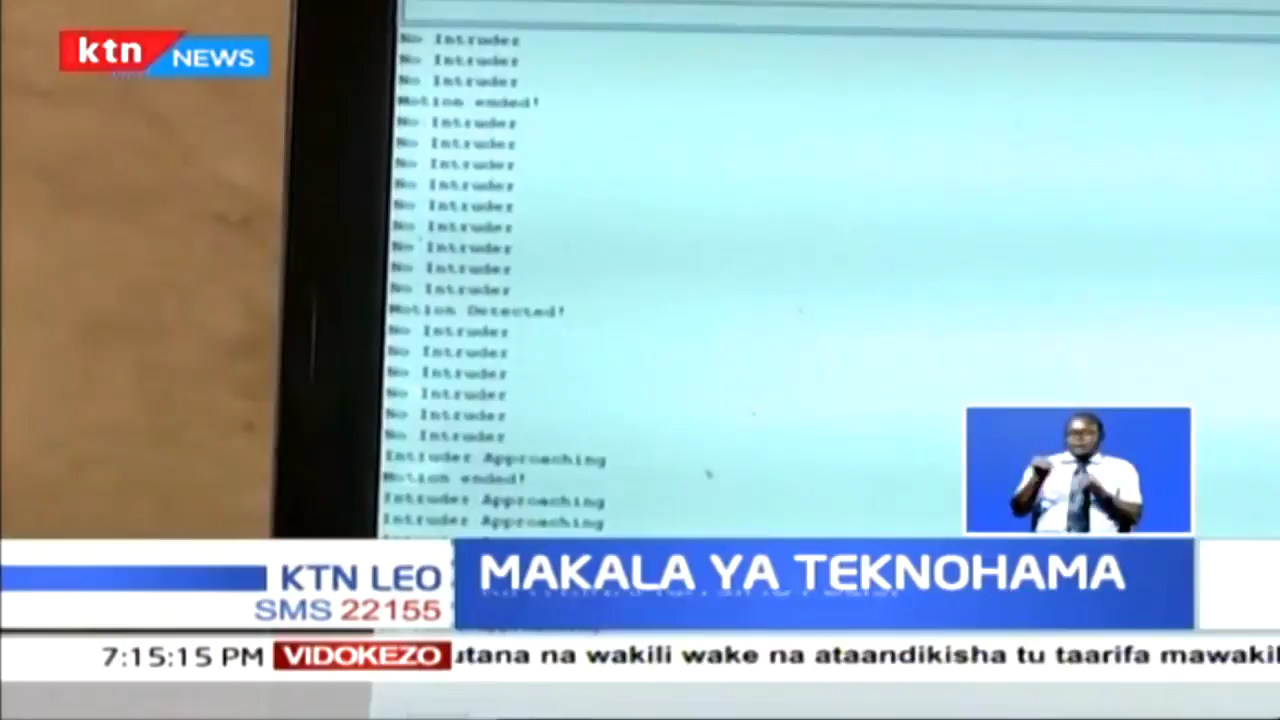 ktn NEWS
No Intruder
No Intruder
No Intruder
Motion ended!
No Intruder
No Intruder
No Intruder
No Intruder
No Intruder
No Intruder
No Intruder
No Intruder
No Intruder
Motion Detected!
No Intruder
No Intruder
No Intruder
No Intruder
No Intruder
No Intruder
Intruder Approaching
Motion ended!
Intruder Approaching
Intruder Approaching
KTN LEO
SMS 22155
MAKALA YA TEKNOHAMA
7:15:15 PM VIDOKEZO utana na wakili wake na ataandikisha tu taarifa mawakil